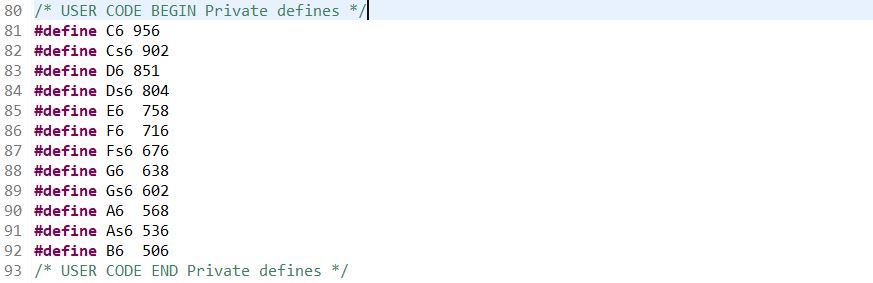 80 /* USER CODE BEGIN Private defines */
81 #define C6 956
82 #define Cs6 902
83 #define D6 851
84 #define Ds6 804
85 #define E6  758
86 #define F6  716
87 #define Fs6 676
88 #define G6  638
89 #define Gs6 602
90 #define A6  568
91 #define As6 536
92 #define B6  506
93 /* USER CODE END Private defines */